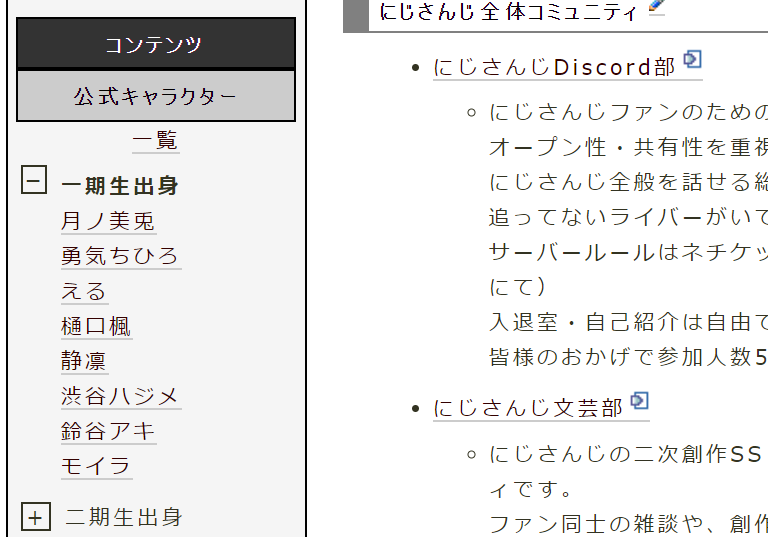 コンテンツ
公式キャラクター
一覧
一期生出身
月ノ美兎
勇気ちひろ
える
樋口楓
静凛
渋谷ハジメ
鈴谷アキ
モイラ
二期生出身
にじさんじ全体コミュニティ
にじさんじDiscord部
にじさんじファンのための
オープン性・共有性を重視
にじさんじ全般を話せる総
追ってないライバーがいて
サーバールールはネチケッ
にて）
入退室・自己紹介は自由で
皆様のおかげで参加人数5
にじさんじ文芸部
にじさんじの二次創作SS
ィです。
ファン同士の雑談や、創作